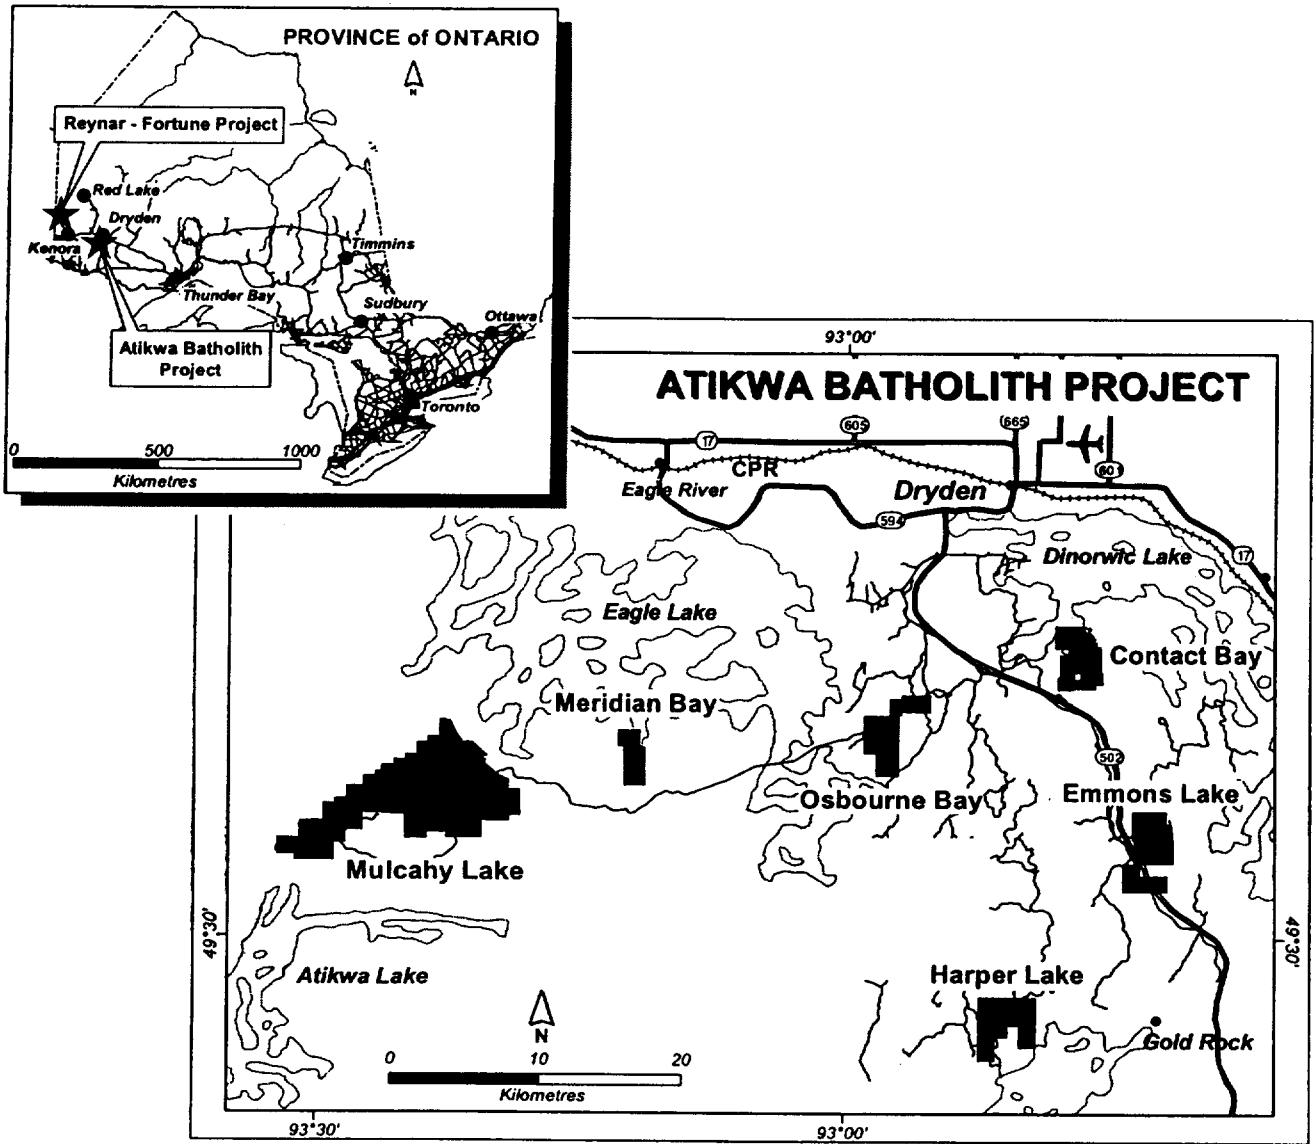 PROVINCE of ONTARIO
N
Reynar - Fortune Project
Red Lake
Dryden
Kenora
Timmins
Thunder Bay
Sudbury
Ottawa
Atikwa Batholith
Project
Toronto
0 500 1000
Kilometres
93°00'
ATIKWA BATHOLITH PROJECT
17
605
665
CPR
601
Eagle River
Dryden
594
17
Dinorwic Lake
Eagle Lake
Contact Bay
Meridian Bay
502
Osbourne Bay
Emmons Lake
Mulcahy Lake
49°30'
49°30'
Atikwa Lake
Harper Lake
N
Gold Rock
0 10 20
Kilometres
93°30'
93°00'